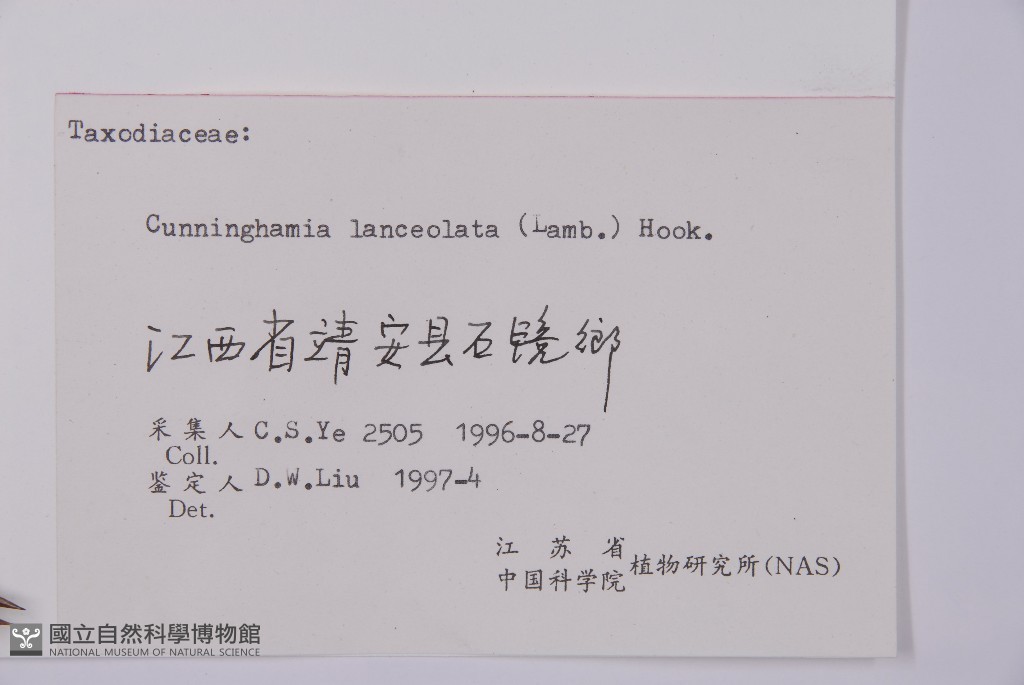 Taxodiaceae:
Cunninghamia lanceolata (Lamb.) Hook.
江西省靖安县石镜鄉
采集人 C.S.Ye 2505 1996-8-27
Coll.
鉴定人 D.W.Liu 1997-4
Det.
江苏省
中国科学院 植物研究所(NAS)
國立自然科學博物館
NATIONAL MUSEUM OF NATURAL SCIENCE